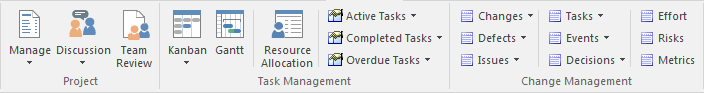 Manage
Discussion
Team
Review
Project
Kanban
Gantt
Resource
Allocation
Active Tasks
Completed Tasks
Overdue Tasks
Task Management
Changes
Defects
Issues
Tasks
Events
Decisions
Effort
Risks
Metrics
Change Management